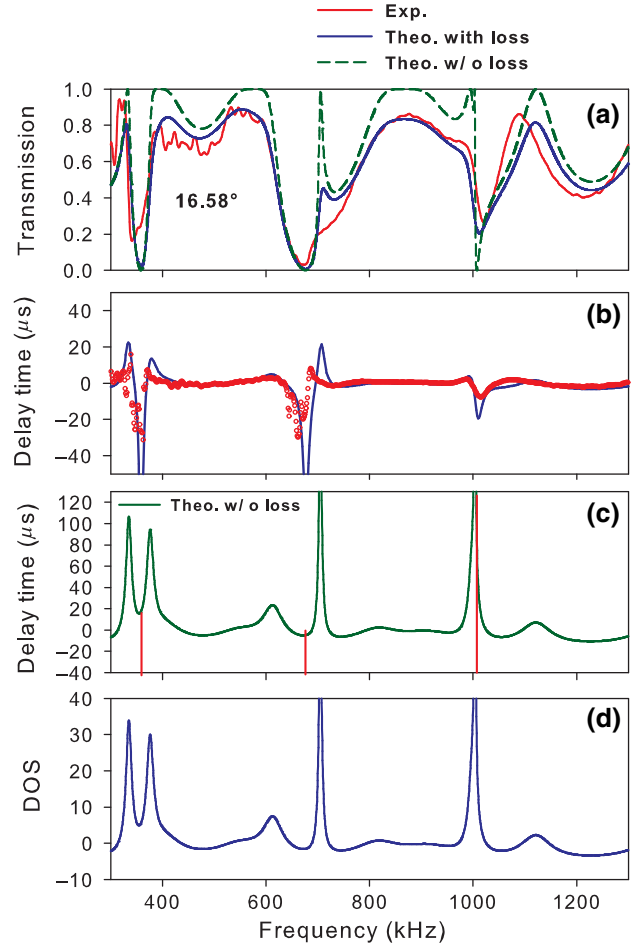 Exp.
Theo. with loss
Theo. w/ o loss
(a)
Transmission
1.0
0.8
0.6
0.4
0.2
0.0
16.58°
(b)
Delay time (μs)
40
20
0
−20
−40
(c)
Theo. w/ o loss
Delay time (μs)
120
100
80
60
40
20
0
−20
−40
(d)
DOS
40
30
20
10
0
−10
400 600 800 1000 1200
Frequency (kHz)